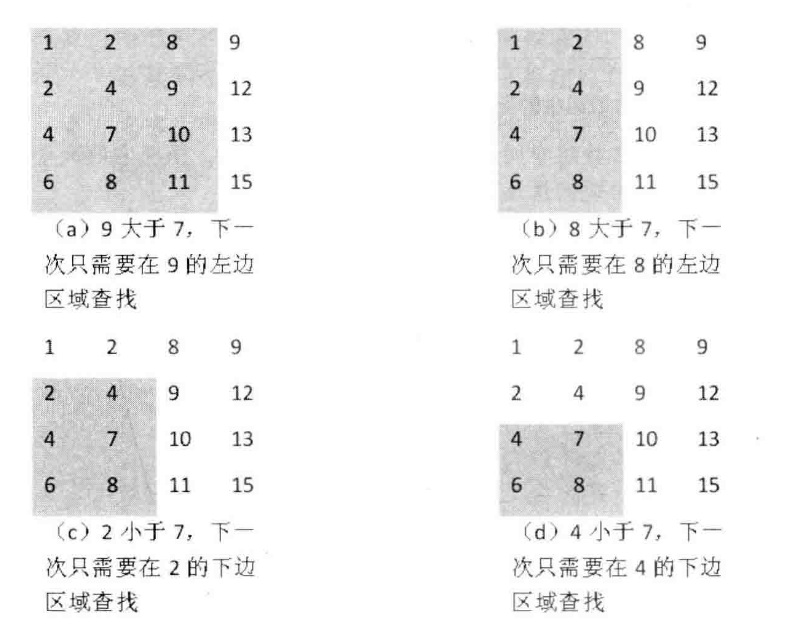 1 2 8 9
2 4 9 12
4 7 10 13
6 8 11 15
（a）9 大于 7，下一
次只需要在 9 的左边
区域查找
1 2 8 9
2 4 9 12
4 7 10 13
6 8 11 15
（b）8 大于 7，下一
次只需要在 8 的左边
区域查找
1 2 8 9
2 4 9 12
4 7 10 13
6 8 11 15
（c）2 小于 7，下一
次只需要在 2 的下边
区域查找
1 2 8 9
2 4 9 12
4 7 10 13
6 8 11 15
（d）4 小于 7，下一
次只需要在 4 的下边
区域查找